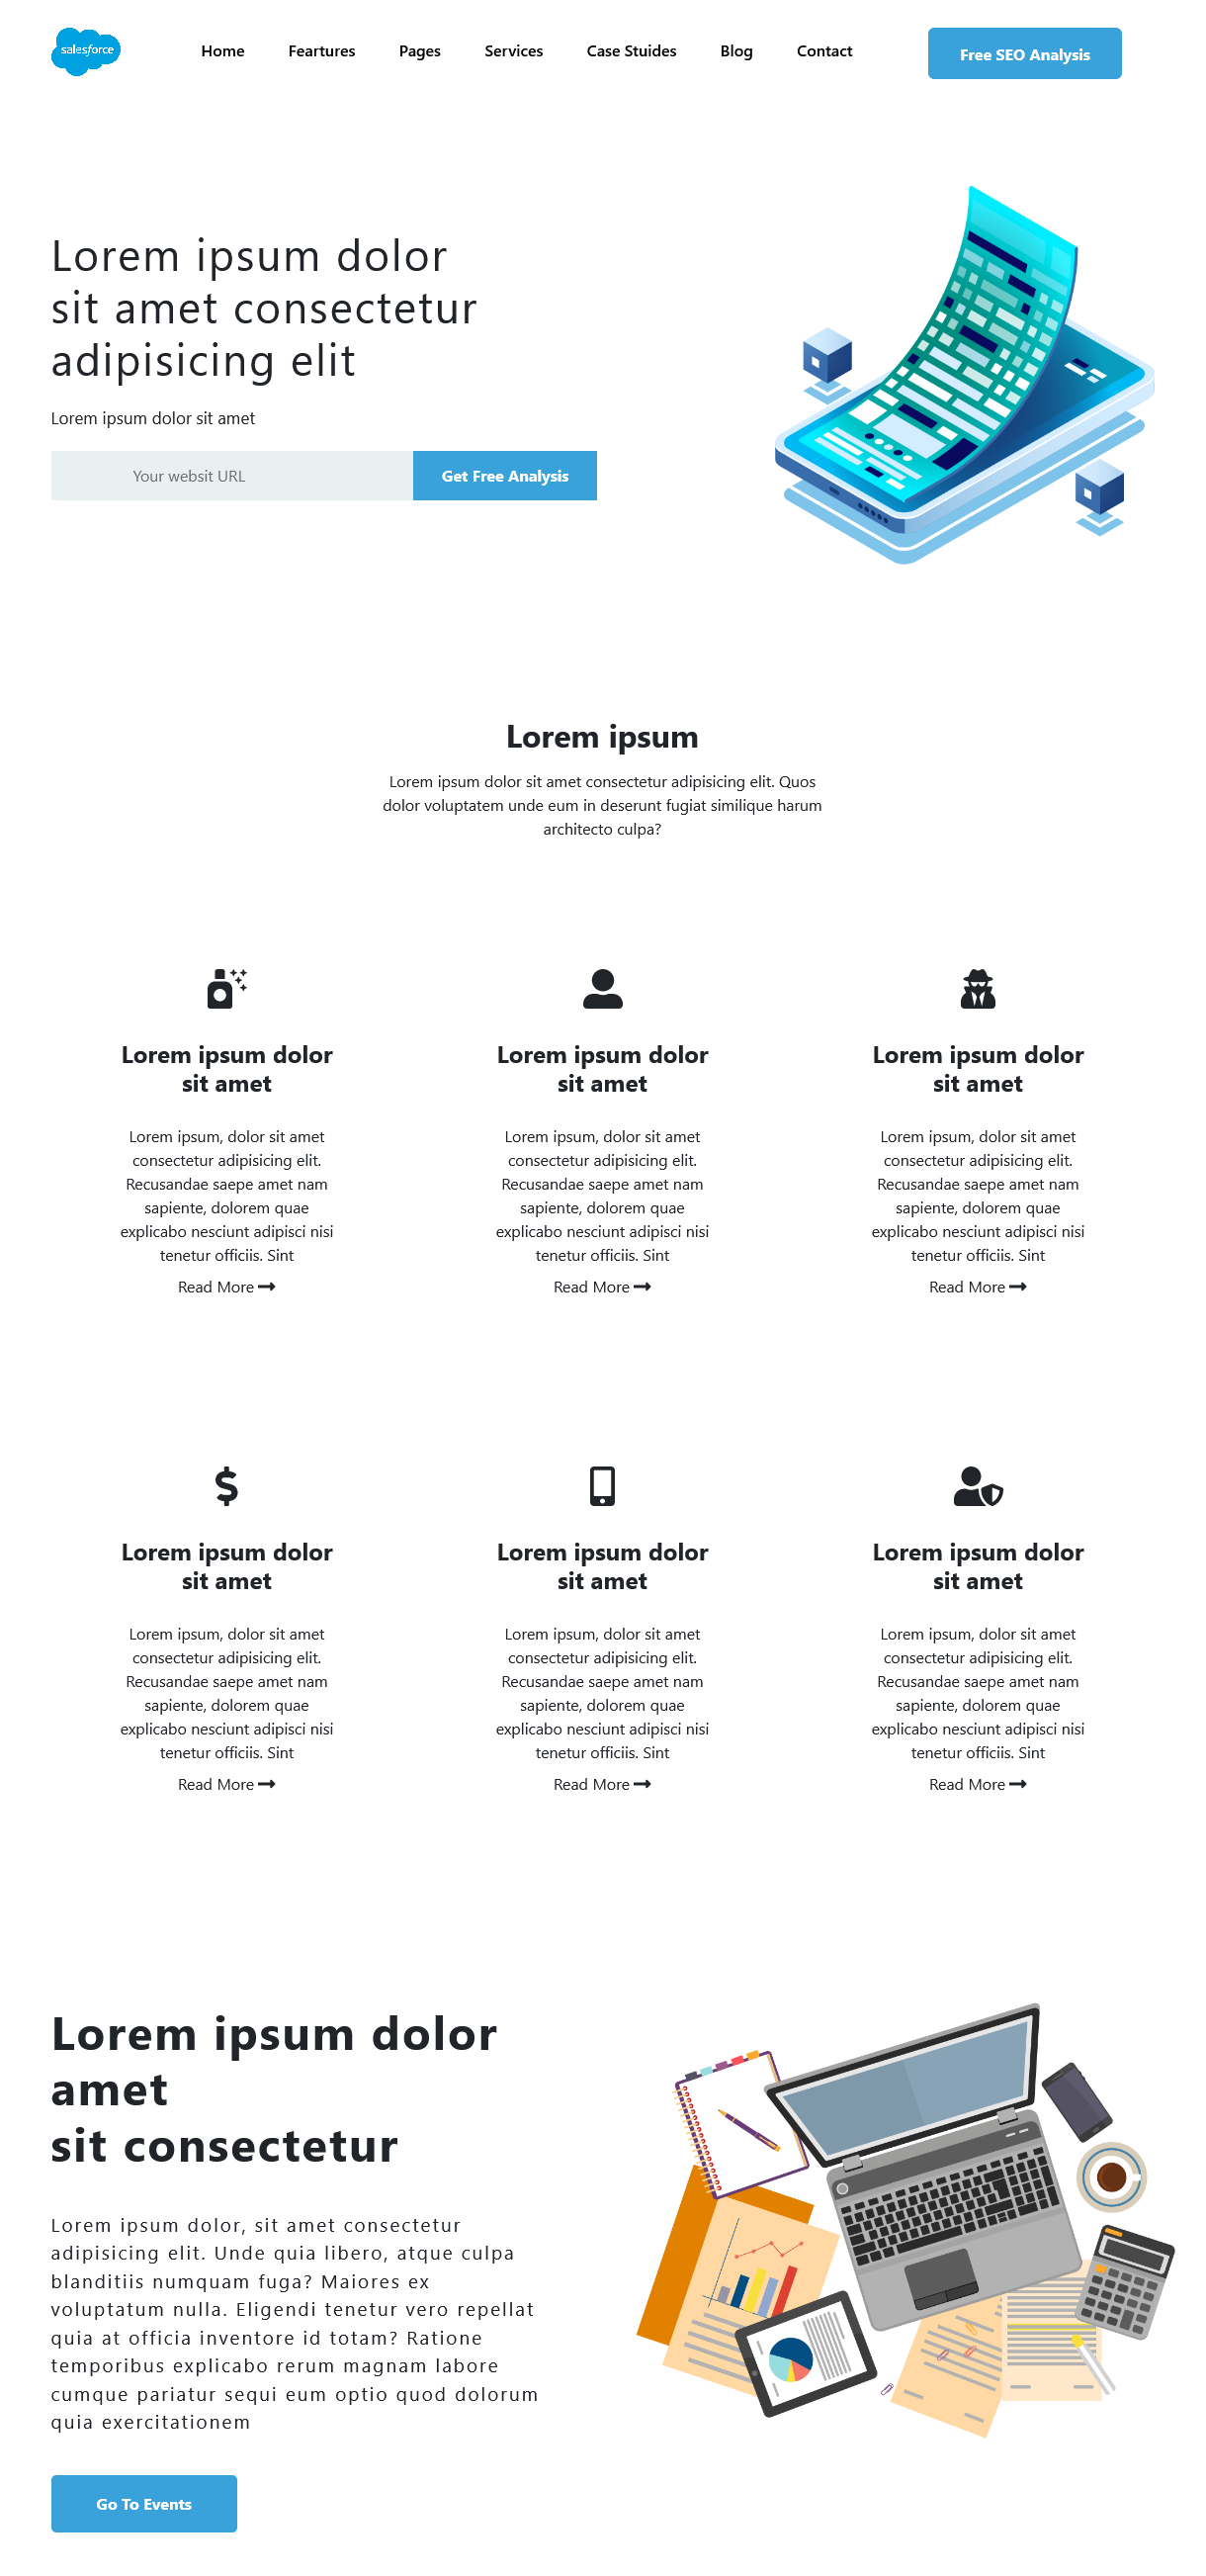 salesforce
Home Feartures Pages Services Case Stuides Blog Contact
Free SEO Analysis
Lorem ipsum dolor
sit amet consectetur
adipisicing elit
Lorem ipsum dolor sit amet
Your websit URL
Get Free Analysis
Lorem ipsum
Lorem ipsum dolor sit amet consectetur adipisicing elit. Quos
dolor voluptatem unde eum in deserunt fugiat similique harum
architecto culpa?
Lorem ipsum dolor
sit amet
Lorem ipsum, dolor sit amet
consectetur adipisicing elit.
Recusandae saepe amet nam
sapiente, dolorem quae
explicabo nesciunt adipisci nisi
tenetur officiis. Sint
Read More
Lorem ipsum dolor
sit amet
Lorem ipsum, dolor sit amet
consectetur adipisicing elit.
Recusandae saepe amet nam
sapiente, dolorem quae
explicabo nesciunt adipisci nisi
tenetur officiis. Sint
Read More
Lorem ipsum dolor
sit amet
Lorem ipsum, dolor sit amet
consectetur adipisicing elit.
Recusandae saepe amet nam
sapiente, dolorem quae
explicabo nesciunt adipisci nisi
tenetur officiis. Sint
Read More
Lorem ipsum dolor
sit amet
Lorem ipsum, dolor sit amet
consectetur adipisicing elit.
Recusandae saepe amet nam
sapiente, dolorem quae
explicabo nesciunt adipisci nisi
tenetur officiis. Sint
Read More
Lorem ipsum dolor
sit amet
Lorem ipsum, dolor sit amet
consectetur adipisicing elit.
Recusandae saepe amet nam
sapiente, dolorem quae
explicabo nesciunt adipisci nisi
tenetur officiis. Sint
Read More
Lorem ipsum dolor
sit amet
Lorem ipsum, dolor sit amet
consectetur adipisicing elit.
Recusandae saepe amet nam
sapiente, dolorem quae
explicabo nesciunt adipisci nisi
tenetur officiis. Sint
Read More
Lorem ipsum dolor
amet
sit consectetur
Lorem ipsum dolor, sit amet consectetur
adipisicing elit. Unde quia libero, atque culpa
blanditiis numquam fuga? Maiores ex
voluptatum nulla. Eligendi tenetur vero repellat
quia at officia inventore id totam? Ratione
temporibus explicabo rerum magnam labore
cumque pariatur sequi eum optio quod dolorum
quia exercitationem
Go To Events